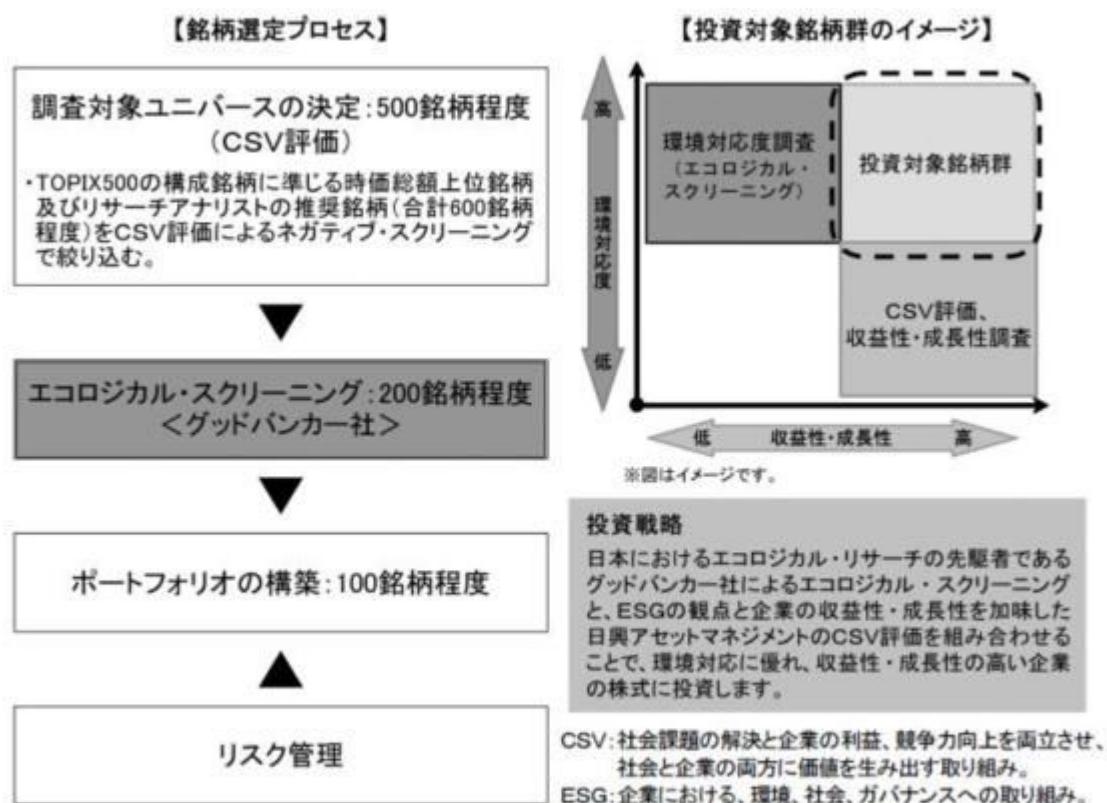 【銘柄選定プロセス】
調査対象ユニバースの決定:500銘柄程度
(CSV評価)
・TOPIX500の構成銘柄に準じる時価総額上位銘柄
及びリサーチアナリストの推奨銘柄(合計600銘柄
程度)をCSV評価によるネガティブ・スクリーニング
で絞り込む。
エコロジカル・スクリーニング:200銘柄程度
<グッドバンカー社>
ポートフォリオの構築:100銘柄程度
リスク管理
【投資対象銘柄群のイメージ】
高
環境対応度
低
環境対応度調査
(エコロジカル・
スクリーニング)
投資対象銘柄群
CSV評価、
収益性・成長性調査
低 収益性・成長性 高
※図はイメージです。
投資戦略
日本におけるエコロジカル・リサーチの先駆者である
グッドバンカー社によるエコロジカル・スクリーニング
と、ESGの観点と企業の収益性・成長性を加味した
日興アセットマネジメントのCSV評価を組み合わせる
ことで、環境対応に優れ、収益性・成長性の高い企業
の株式に投資します。
CSV:社会課題の解決と企業の利益、競争力向上を両立させ、
社会と企業の両方に価値を生み出す取り組み。
ESG:企業における、環境、社会、ガバナンスへの取り組み。